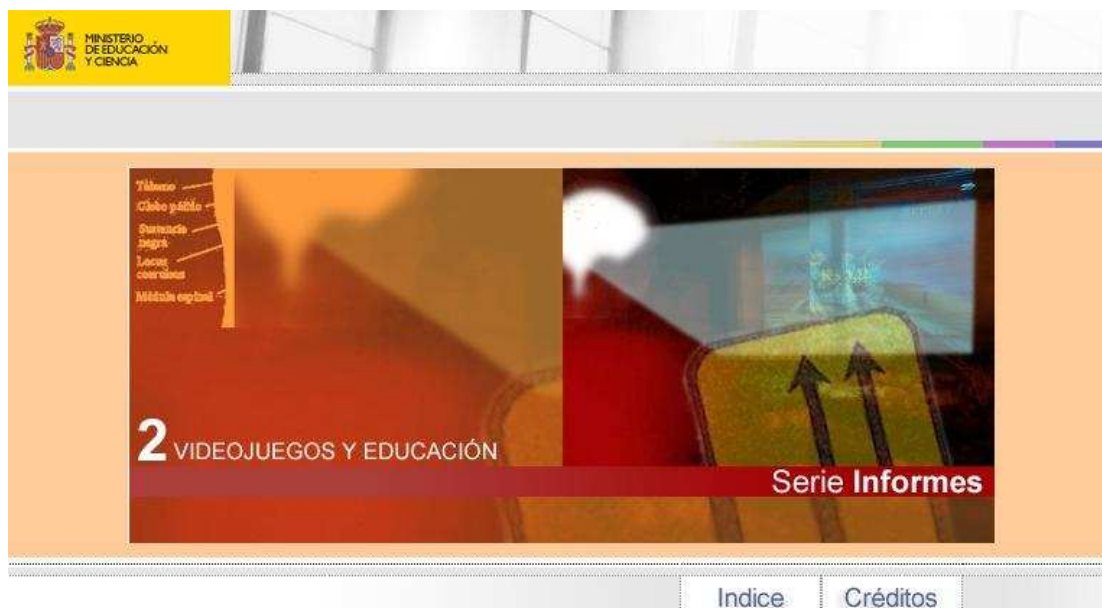 MINISTERIO
DE EDUCACIÓN
Y CIENCIA
Tálamo
Globo pálido
Sustancia
negra
Locus
coeruleus
Médula espinal
2 VIDEOJUEGOS Y EDUCACIÓN
Serie Informes
Indice
Créditos